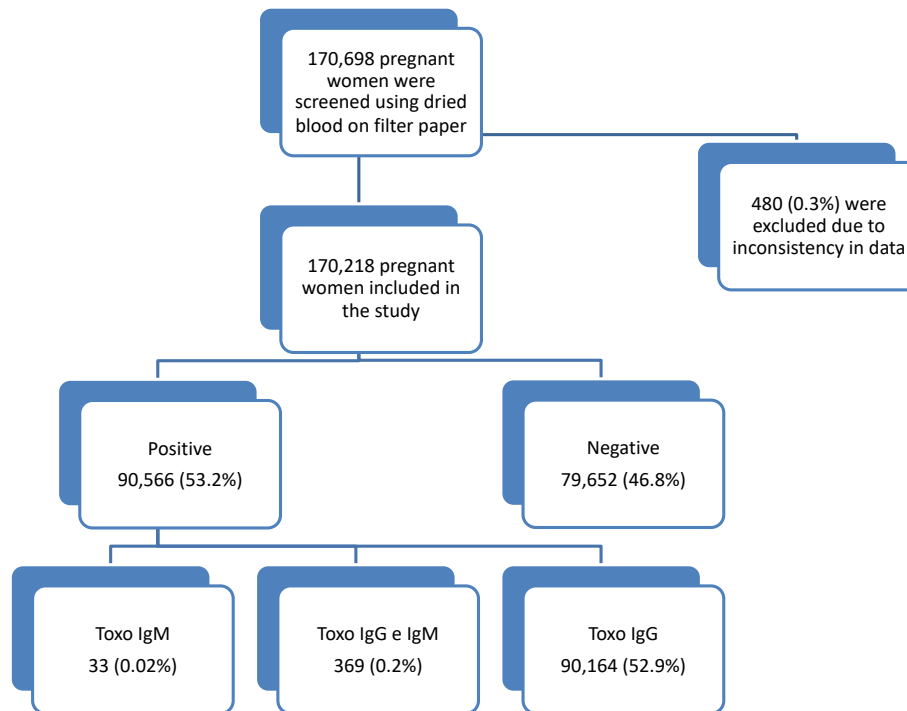 170,698 pregnant
women were
screened using dried
blood on filter paper
480 (0.3%) were
excluded due to
inconsistency in data
170,218 pregnant
women included in
the study
Positive
90,566 (53.2%)
Negative
79,652 (46.8%)
Toxo IgM
33 (0.02%)
Toxo IgG e IgM
369 (0.2%)
Toxo IgG
90,164 (52.9%)